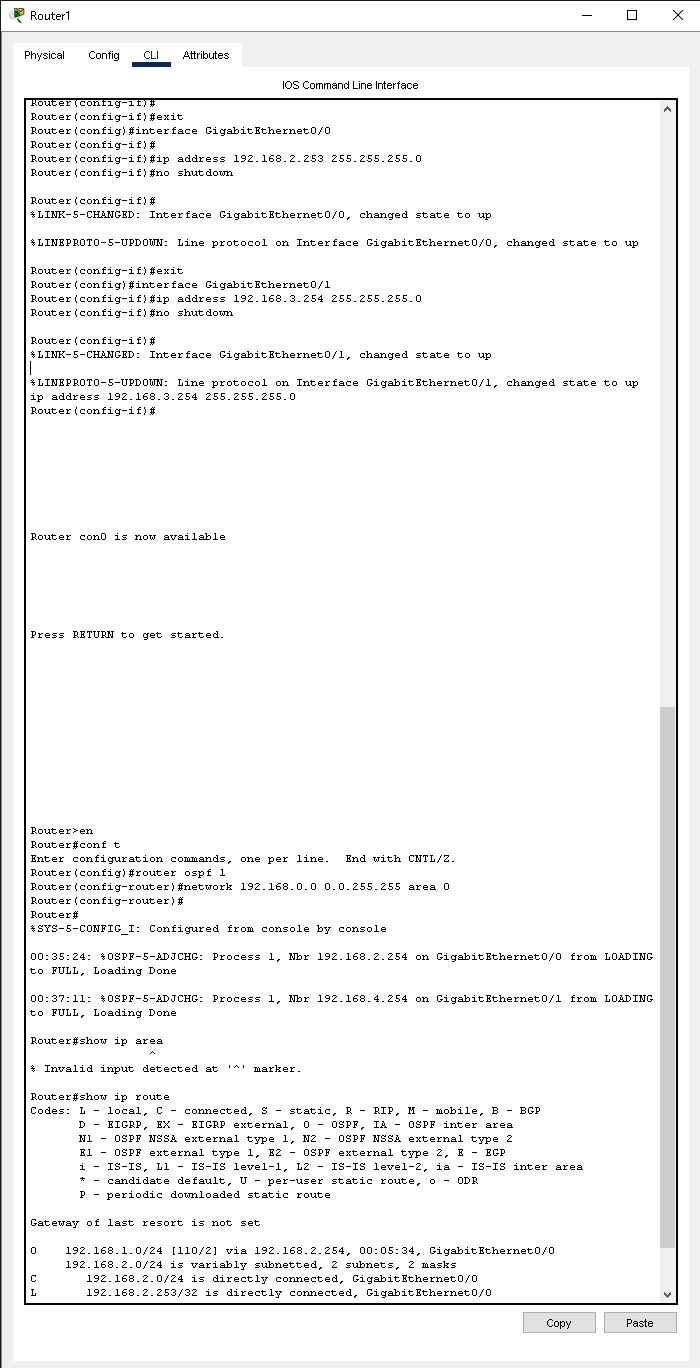 Router1
Physical Config CLI Attributes
IOS Command Line Interface
Router(config-if)#
Router(config-if)#exit
Router(config)#interface GigabitEthernet0/0
Router(config-if)#
Router(config-if)#ip address 192.168.2.253 255.255.255.0
Router(config-if)#no shutdown
Router(config-if)#
%LINK-5-CHANGED: Interface GigabitEthernet0/0, changed state to up
%LINEPROTO-5-UPDOWN: Line protocol on Interface GigabitEthernet0/0, changed state to up
Router(config-if)#exit
Router(config)#interface GigabitEthernet0/1
Router(config-if)#ip address 192.168.3.254 255.255.255.0
Router(config-if)#no shutdown
Router(config-if)#
%LINK-5-CHANGED: Interface GigabitEthernet0/1, changed state to up
%LINEPROTO-5-UPDOWN: Line protocol on Interface GigabitEthernet0/1, changed state to up
ip address 192.168.3.254 255.255.255.0
Router(config-if)#
Router con0 is now available
Press RETURN to get started.
Router>en
Router#conf t
Enter configuration commands, one per line.  End with CNTL/Z.
Router(config)#router ospf 1
Router(config-router)#network 192.168.0.0 0.0.255.255 area 0
Router(config-router)#
Router#
%SYS-5-CONFIG_I: Configured from console by console
00:35:24: %OSPF-5-ADJCHG: Process 1, Nbr 192.168.2.254 on GigabitEthernet0/0 from LOADING
to FULL, Loading Done
00:37:11: %OSPF-5-ADJCHG: Process 1, Nbr 192.168.4.254 on GigabitEthernet0/1 from LOADING
to FULL, Loading Done
Router#show ip area
^
% Invalid input detected at '^' marker.
Router#show ip route
Codes: L - local, C - connected, S - static, R - RIP, M - mobile, B - BGP
D - EIGRP, EX - EIGRP external, O - OSPF, IA - OSPF inter area
N1 - OSPF NSSA external type 1, N2 - OSPF NSSA external type 2
E1 - OSPF external type 1, E2 - OSPF external type 2, E - EGP
i - IS-IS, L1 - IS-IS level-1, L2 - IS-IS level-2, ia - IS-IS inter area
* - candidate default, U - per-user static route, o - ODR
P - periodic downloaded static route
Gateway of last resort is not set
O 192.168.1.0/24 [110/2] via 192.168.2.254, 00:05:34, GigabitEthernet0/0
192.168.2.0/24 is variably subnetted, 2 subnets, 2 masks
C 192.168.2.0/24 is directly connected, GigabitEthernet0/0
L 192.168.2.253/32 is directly connected, GigabitEthernet0/0
Copy Paste